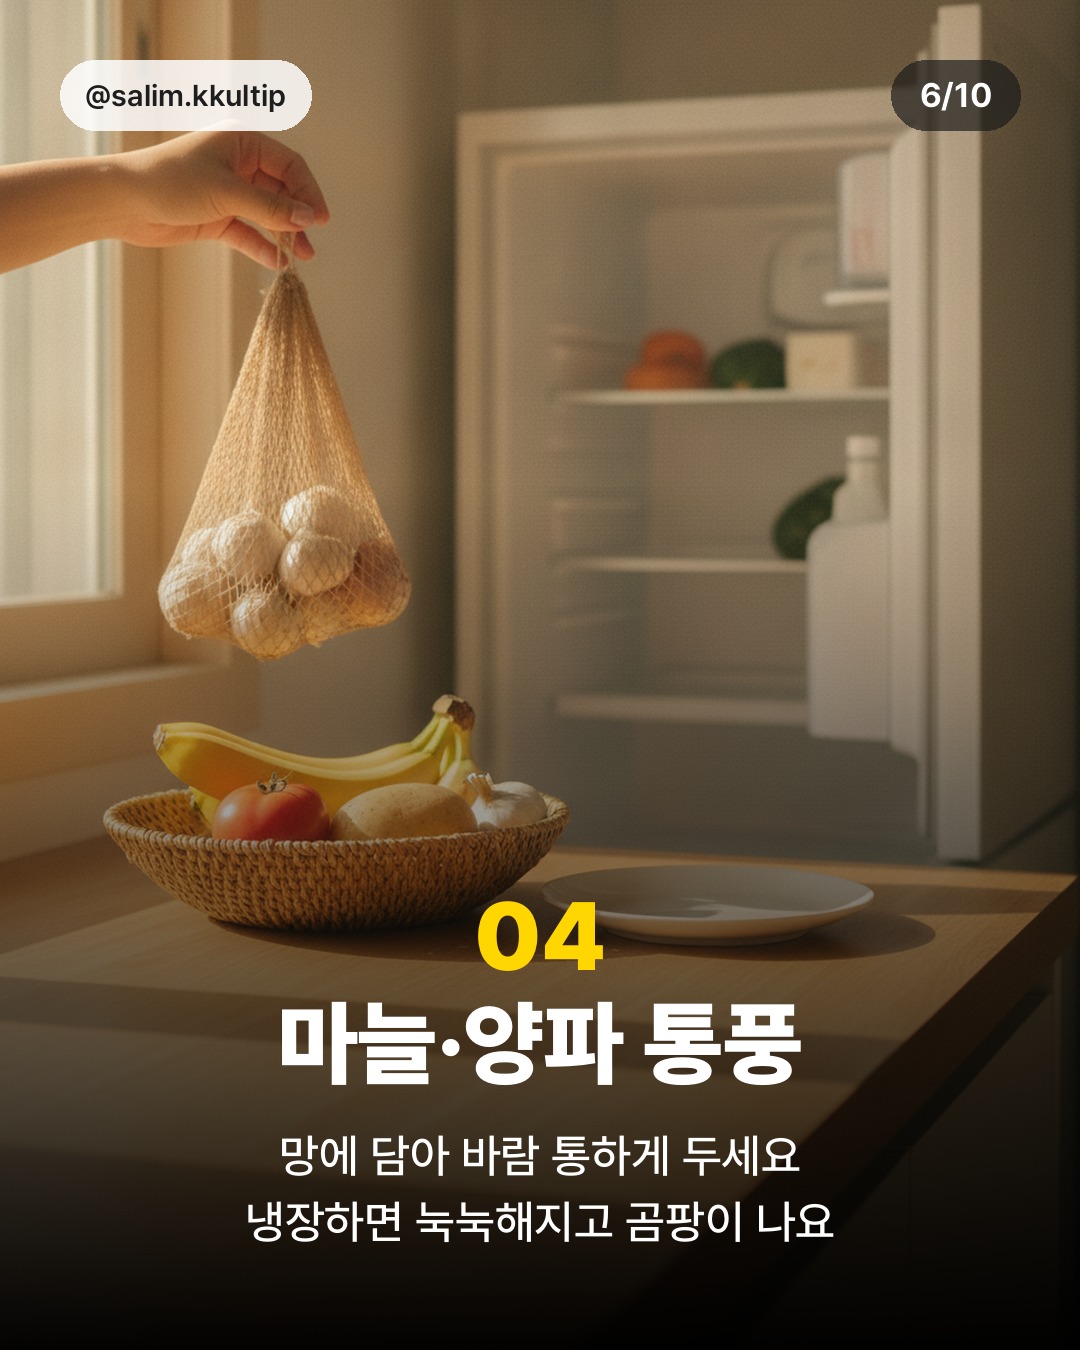 @salim.kkultip
6/10
04
마늘·양파 통풍
망에 담아 바람 통하게 두세요
냉장하면 눅눅해지고 곰팡이 나요